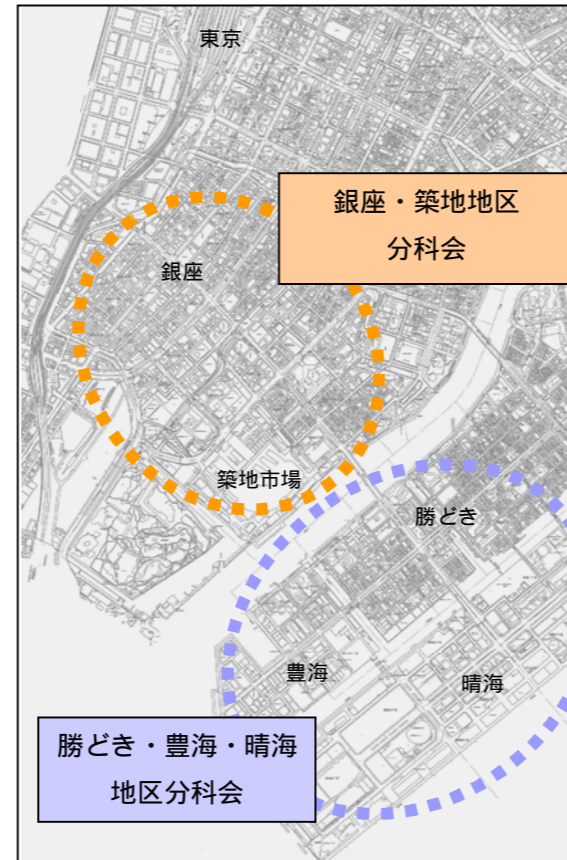 東京
銀座・築地地区
分科会
銀座
築地市場
勝どき
豊海
晴海
勝どき・豊海・晴海
地区分科会